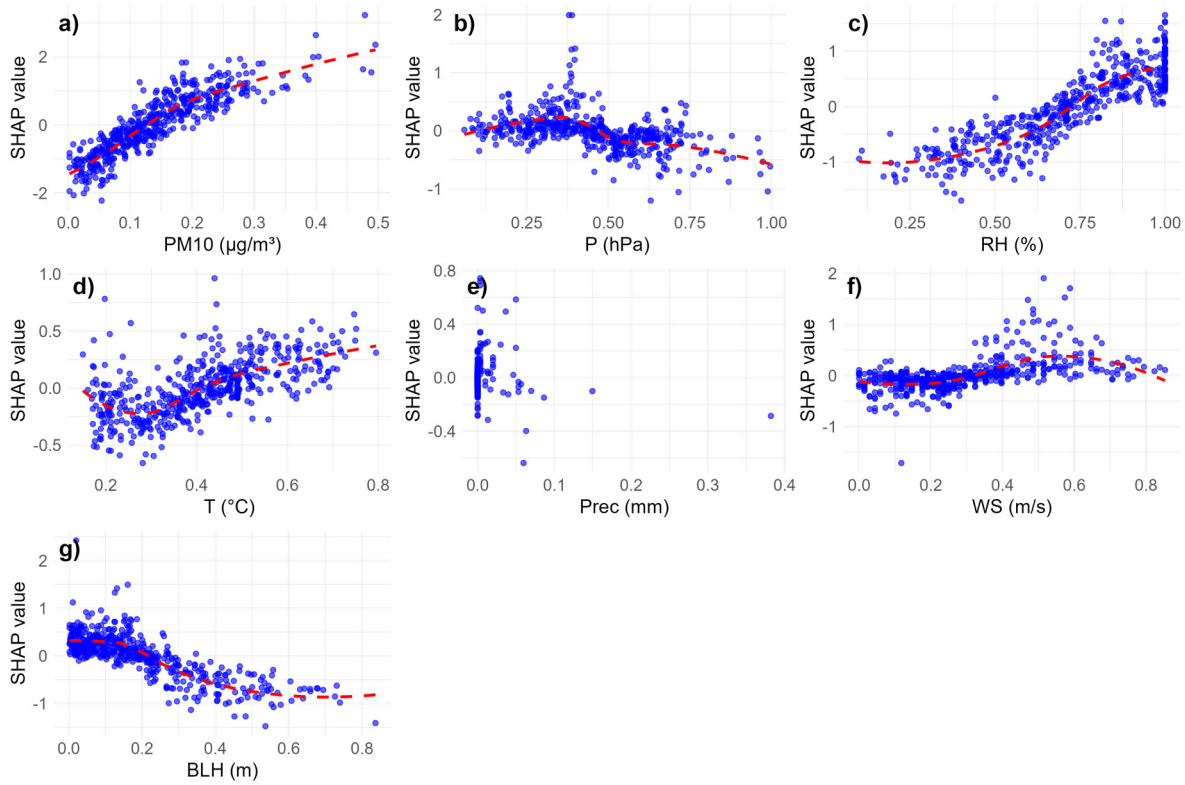 a)
SHAP value
2
0
-2
0.0 0.1 0.2 0.3 0.4 0.5
PM10 (µg/m³)
b)
SHAP value
2
1
0
-1
0.25 0.50 0.75 1.00
P (hPa)
c)
SHAP value
1
0
-1
0.25 0.50 0.75 1.00
RH (%)
d)
SHAP value
1.0
0.5
0.0
-0.5
0.2 0.4 0.6 0.8
T (°C)
e)
SHAP value
0.8
0.4
0.0
-0.4
0.0 0.1 0.2 0.3 0.4
Prec (mm)
f)
SHAP value
2
1
0
-1
0.0 0.2 0.4 0.6 0.8
WS (m/s)
g)
SHAP value
2
1
0
-1
0.0 0.2 0.4 0.6 0.8
BLH (m)